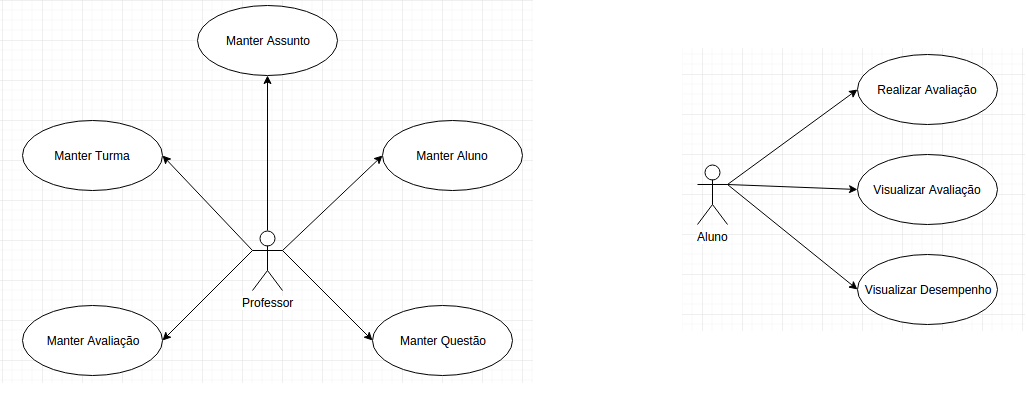 Manter Assunto
Manter Turma
Manter Aluno
Professor
Manter Avaliação
Manter Questão
Realizar Avaliação
Visualizar Avaliação
Aluno
Visualizar Desempenho